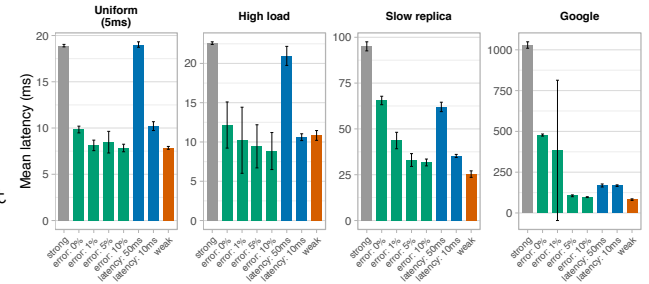 Uniform
(5ms)
High load
Slow replica
Google
Mean latency (ms)
20
15
10
5
0
20
15
10
5
0
100
75
50
25
0
1000
750
500
250
0
strong
error: 0%
error: 1%
error: 5%
error: 10%
latency: 50ms
latency: 10ms
weak
strong
error: 0%
error: 1%
error: 5%
error: 10%
latency: 50ms
latency: 10ms
weak
strong
error: 0%
error: 1%
error: 5%
error: 10%
latency: 50ms
latency: 10ms
weak
strong
error: 0%
error: 1%
error: 5%
error: 10%
latency: 50ms
latency: 10ms
weak